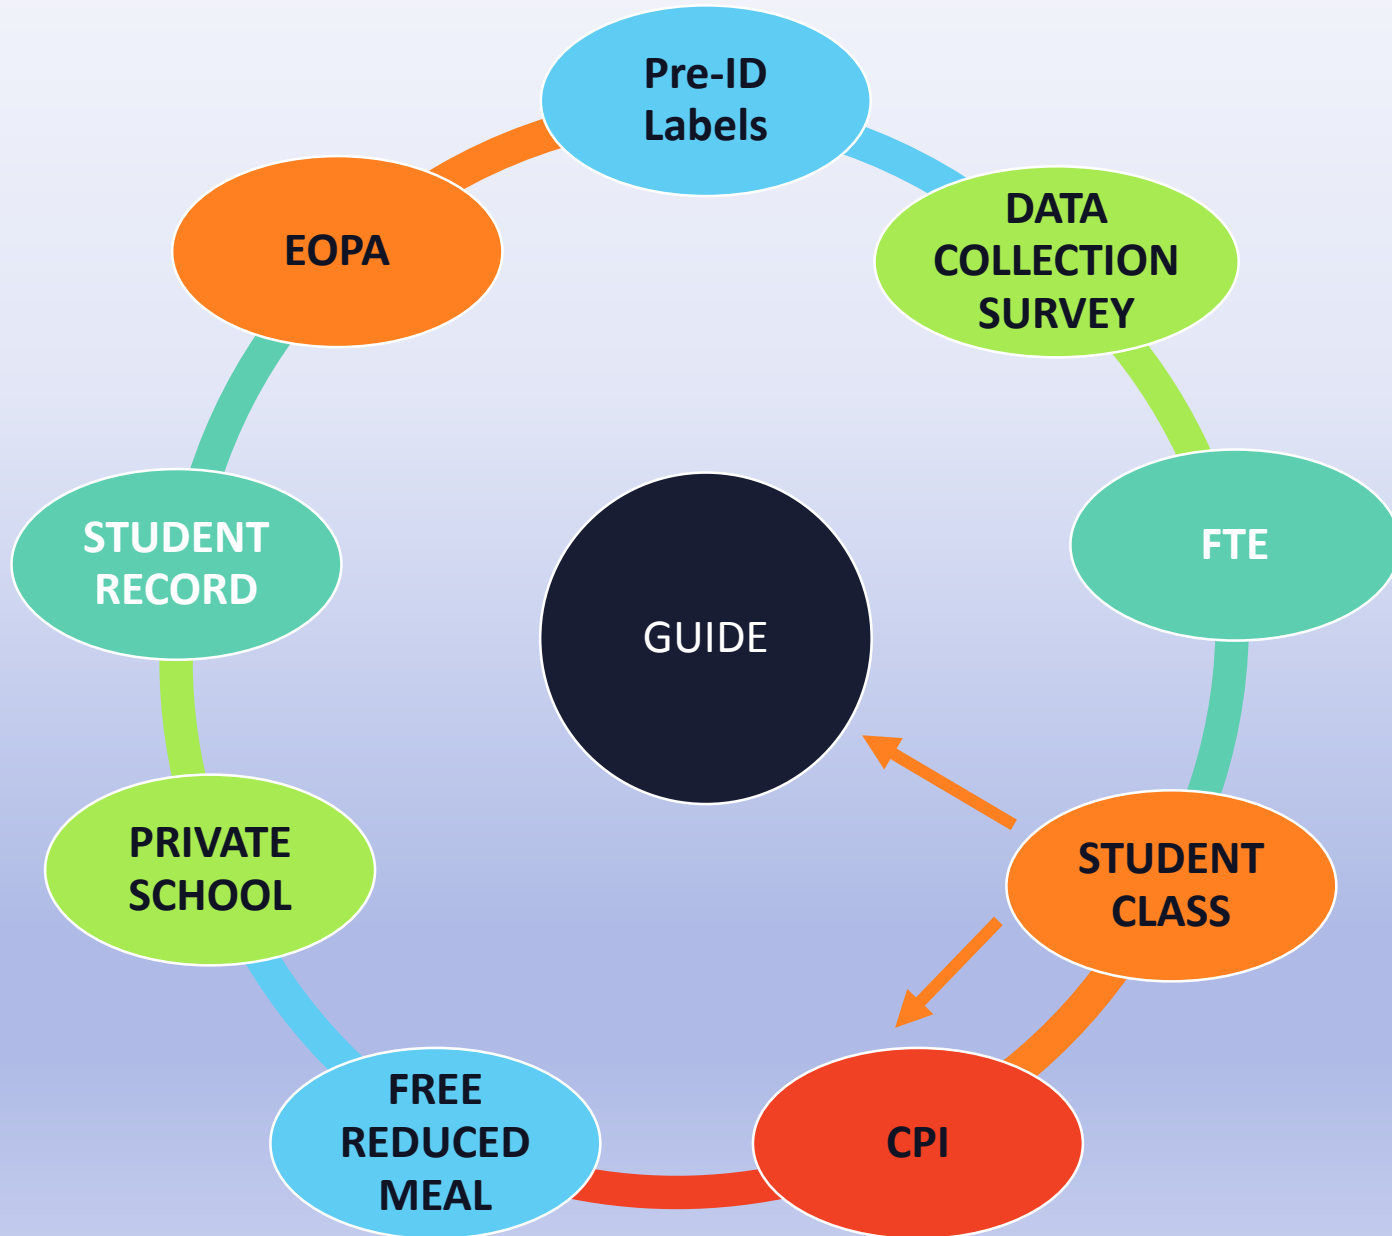 Pre-ID
Labels
DATA
COLLECTION
SURVEY
EOPA
FTE
STUDENT
RECORD
GUIDE
STUDENT
CLASS
PRIVATE
SCHOOL
CPI
FREE
REDUCED
MEAL